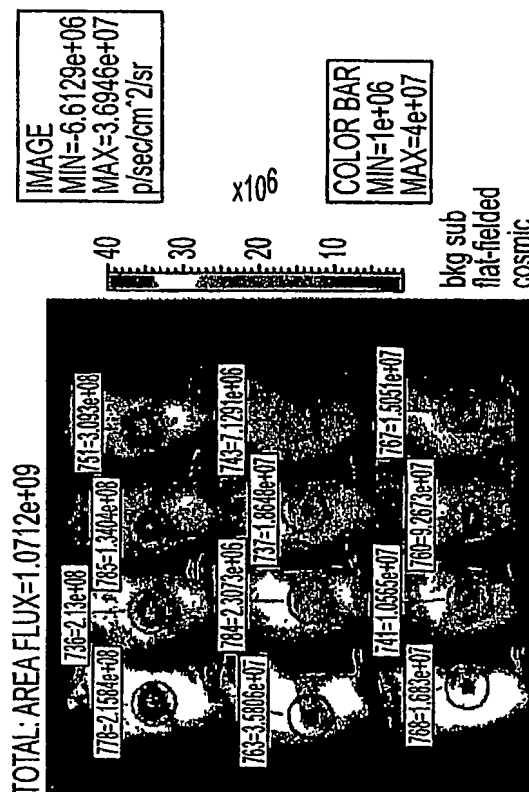 TOTAL: AREA FLUX=1.0712e+09
778=2.1584e+08
736=2.13e+08
785=1.3404e+08
751=3.093e+08
763=3.5806e+07
784=2.3073e+06
737=1.8648e+07
743=7.1291e+06
768=1.683e+07
741=1.0565e+07
760=9.2673e+07
767=1.5051e+07
40
30
20
10
x10^6
IMAGE
MIN=-6.6129e+06
MAX=3.6946e+07
p/sec/cm^2/sr
COLOR BAR
MIN=1e+06
MAX=4e+07
bkg sub
flat-fielded
cosmic